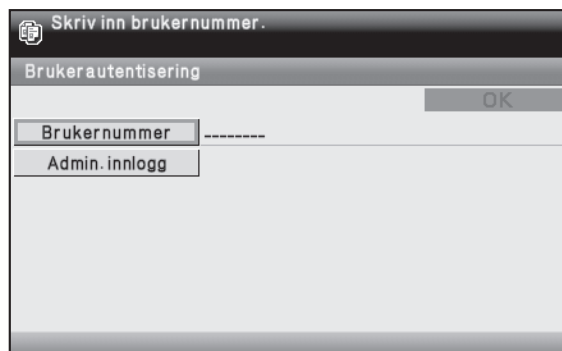 Skriv inn brukernummer.
Brukerautentisering
OK
Brukernummer --------
Admin.innlogg